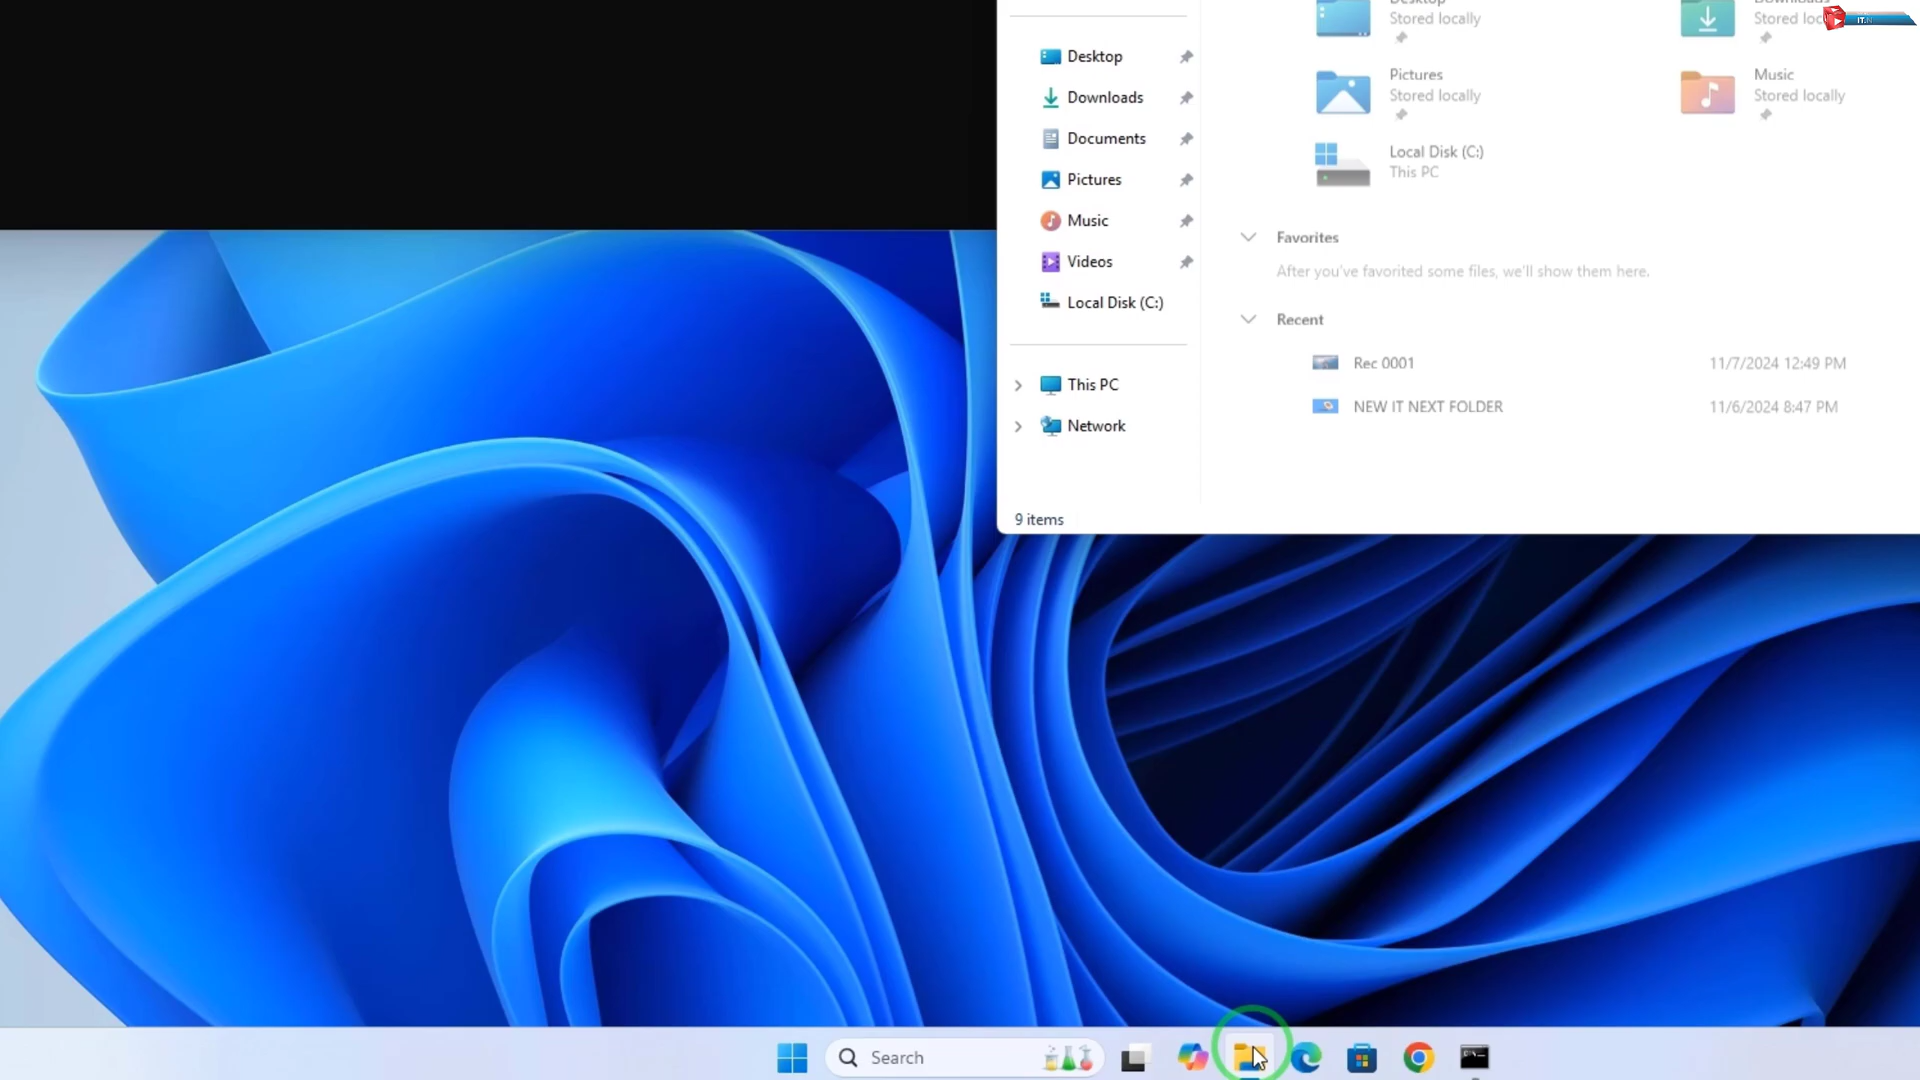 Desktop
Downloads
Documents
Pictures
Music
Videos
Local Disk (C:)
This PC
Network
9 items
Desktop
Stored locally
Downloads
Stored
Pictures
Stored locally
Music
Stored locally
Local Disk (C:)
This PC
Favorites
After you've favorited some files, we'll show them here.
Recent
Rec 0001 11/7/2024 12:49 PM
NEW IT NEXT FOLDER 11/6/2024 8:47 PM
Search